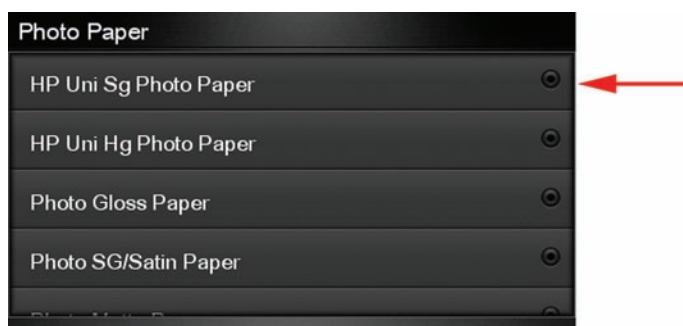 Photo Paper
HP Uni Sg Photo Paper
HP Uni Hg Photo Paper
Photo Gloss Paper
Photo SG/Satin Paper